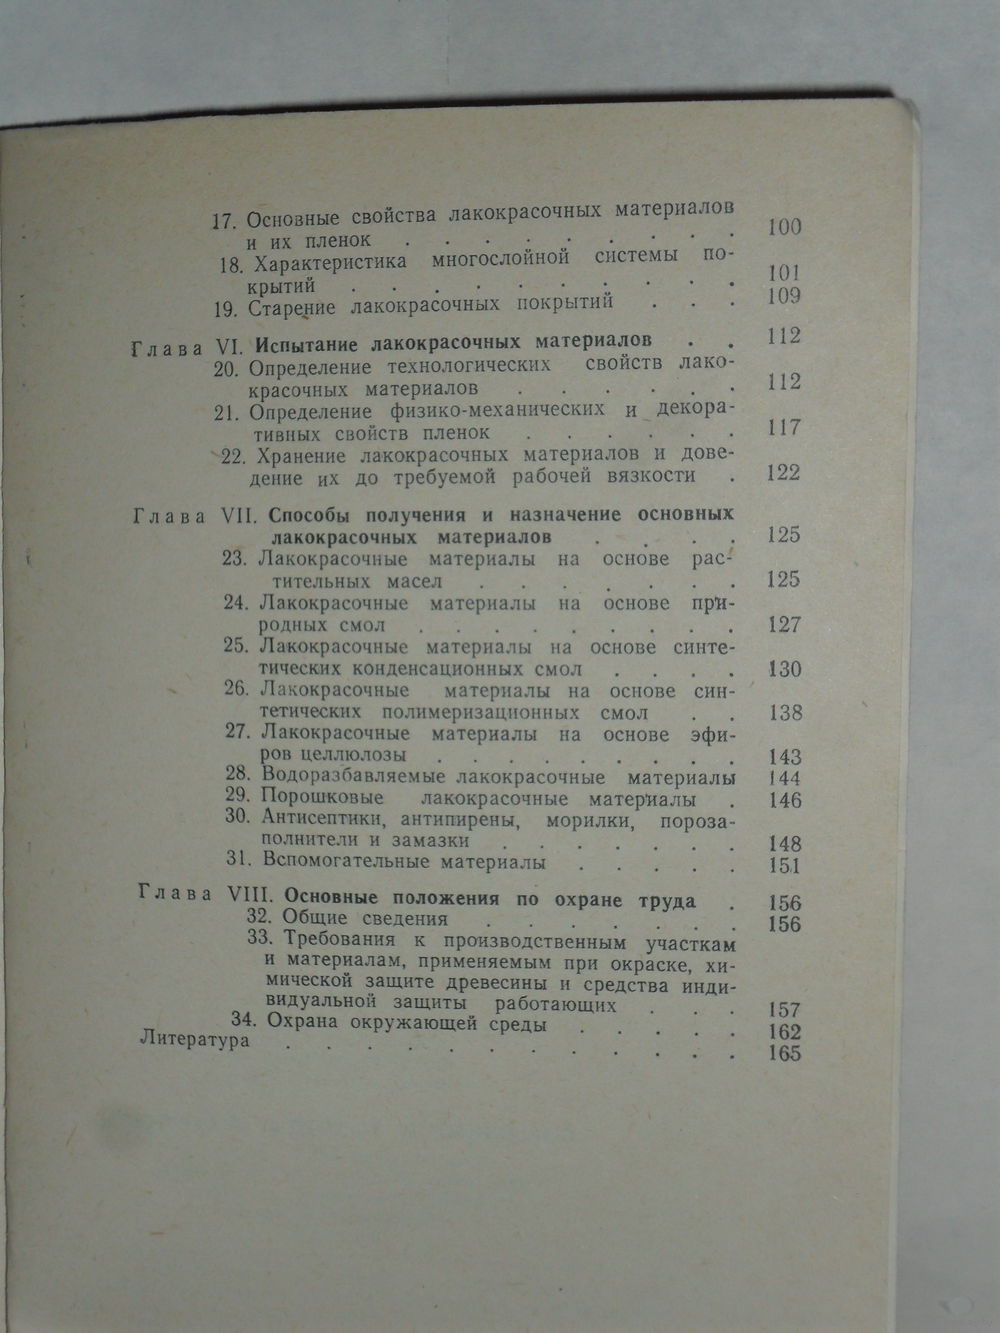 17. Основные свойства лакокрасочных материалов
и их пленок . . . . . . . . . 100
18. Характеристика многослойной системы по-
крытий . . . . . . . . . . 101
19. Старение лакокрасочных покрытий . . . 109
Глава VI. Испытание лакокрасочных материалов . . 112
20. Определение технологических свойств лако-
красочных материалов . . . . . . 112
21. Определение физико-механических и декора-
тивных свойств пленок . . . . . . 117
22. Хранение лакокрасочных материалов и дове-
дение их до требуемой рабочей вязкости . 122
Глава VII. Способы получения и назначение основных
лакокрасочных материалов . . . . 125
23. Лакокрасочные материалы на основе рас-
тительных масел . . . . . . . 125
24. Лакокрасочные материалы на основе при-
родных смол . . . . . . . . . 127
25. Лакокрасочные материалы на основе синте-
тических конденсационных смол . . . . 130
26. Лакокрасочные материалы на основе син-
тетических полимеризационных смол . . 138
27. Лакокрасочные материалы на основе эфи-
ров целлюлозы . . . . . . . . 143
28. Водоразбавляемые лакокрасочные материалы 144
29. Порошковые лакокрасочные материалы . 146
30. Антисептики, антипирены, морилки, пороза-
полнители и замазки . . . . . . . 148
31. Вспомогательные материалы . . . . . 151
Глава VIII. Основные положения по охране труда . 156
32. Общие сведения . . . . . . . 156
33. Требования к производственным участкам
и материалам, применяемым при окраске, хи-
мической защите древесины и средства инди-
видуальной защиты работающих . . . 157
34. Охрана окружающей среды . . . . . 162
Литература . . . . . . . . . . . . 165